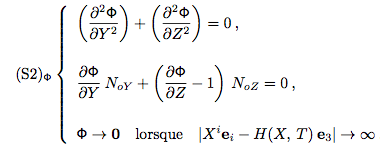 (S2)_Φ { (∂²Φ/∂Y²) + (∂²Φ/∂Z²) = 0 ,
∂Φ/∂Y N_{oY} + (∂Φ/∂Z − 1) N_{oZ} = 0 ,
Φ → 0 lorsque |X^i e_i − H(X, T) e_3| → ∞